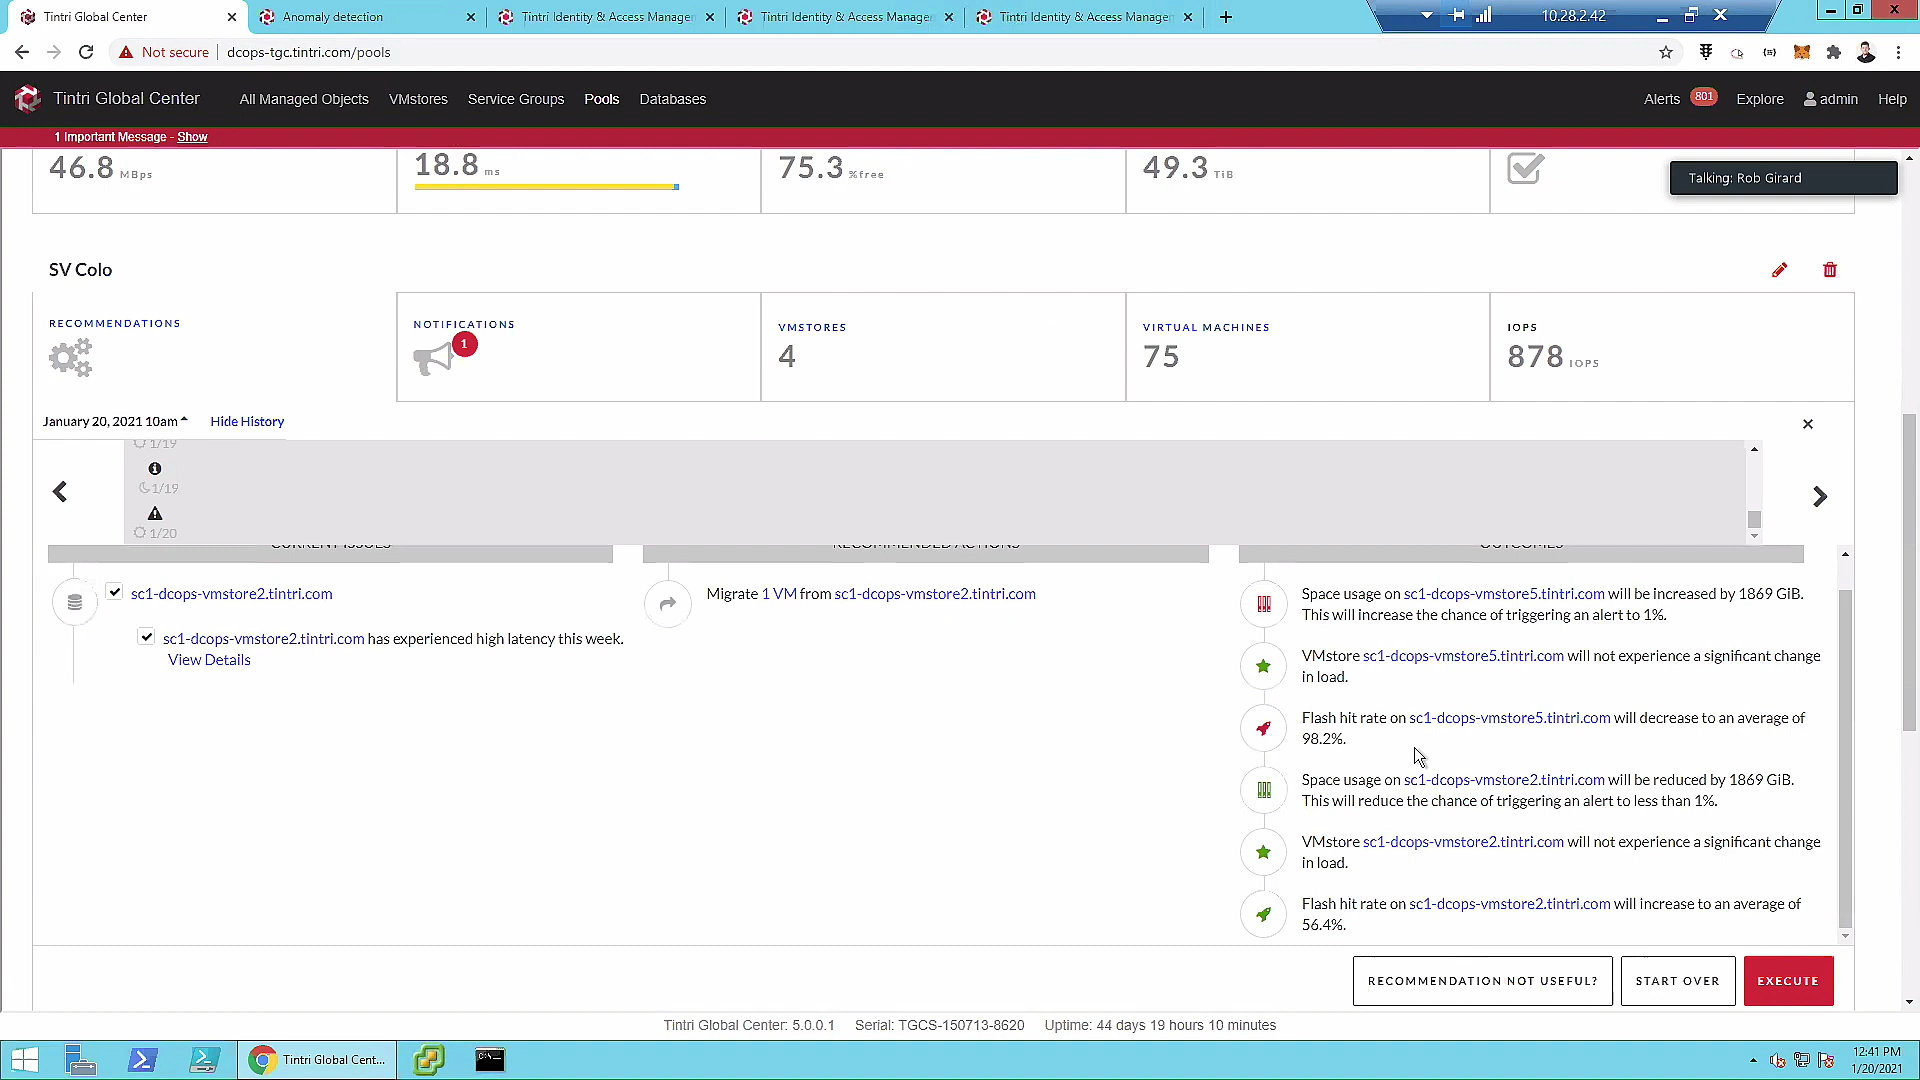 Tintri Global Center
Anomaly detection
Tintri Identity & Access Manager
Tintri Identity & Access Manager
Tintri Identity & Access Manager
10.28.2.42
Not secure
dcops-tgc.tintri.com/pools
Tintri Global Center
All Managed Objects
VMstores
Service Groups
Pools
Databases
Alerts
801
Explore
admin
Help
1 Important Message - Show
46.8 MBps
18.8 ms
75.3 %free
49.3 TiB
Talking: Rob Girard
SV Colo
RECOMMENDATIONS
NOTIFICATIONS
1
VMSTORES
4
VIRTUAL MACHINES
75
IOPS
878 IOPS
January 20, 2021 10am
Hide History
1/19
1/19
1/20
CURRENT ISSUES
RECOMMENDED ACTIONS
OUTCOMES
sc1-dcops-vmstore2.tintri.com
sc1-dcops-vmstore2.tintri.com has experienced high latency this week.
View Details
Migrate 1 VM from sc1-dcops-vmstore2.tintri.com
Space usage on sc1-dcops-vmstore5.tintri.com will be increased by 1869 GiB.
This will increase the chance of triggering an alert to 1%.
VMstore sc1-dcops-vmstore5.tintri.com will not experience a significant change
in load.
Flash hit rate on sc1-dcops-vmstore5.tintri.com will decrease to an average of
98.2%.
Space usage on sc1-dcops-vmstore2.tintri.com will be reduced by 1869 GiB.
This will reduce the chance of triggering an alert to less than 1%.
VMstore sc1-dcops-vmstore2.tintri.com will not experience a significant change
in load.
Flash hit rate on sc1-dcops-vmstore2.tintri.com will increase to an average of
56.4%.
RECOMMENDATION NOT USEFUL?
START OVER
EXECUTE
Tintri Global Center: 5.0.0.1
Serial: TGCS-150713-8620
Uptime: 44 days 19 hours 10 minutes
Tintri Global Cent...
12:41 PM
1/20/2021